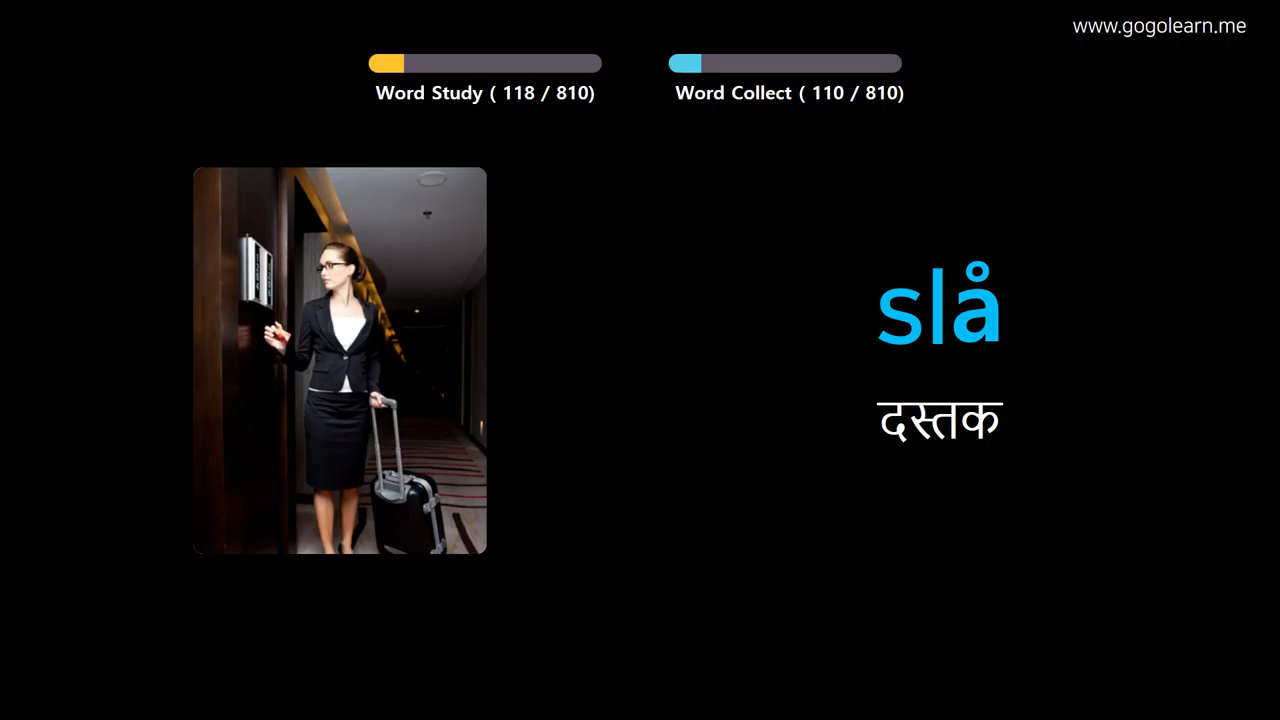 www.gogolearn.me
Word Study ( 118 / 810)
Word Collect ( 110 / 810)
slå
दस्तक